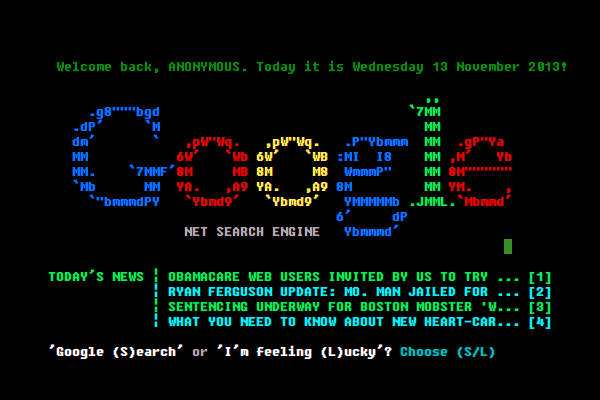 Welcome back, ANONYMOUS. Today it is Wednesday 13 November 2013!
Google
NET SEARCH ENGINE
TODAY'S NEWS ¦ OBAMACARE WEB USERS INVITED BY US TO TRY ... [1]
¦ RYAN FERGUSON UPDATE: MO. MAN JAILED FOR ... [2]
¦ SENTENCING UNDERWAY FOR BOSTON MOBSTER 'W... [3]
¦ WHAT YOU NEED TO KNOW ABOUT NEW HEART-CAR... [4]
'Google (S)earch' or 'I'm feeling (L)ucky'? Choose (S/L)